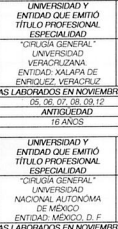 UNIVERSIDAD Y
ENTIDAD QUE EMITIÓ
TÍTULO PROFESIONAL
ESPECIALIDAD
"CIRUGÍA GENERAL"
UNIVERSIDAD
VERACRUZANA
ENTIDAD: XALAPA DE
ENRIQUEZ, VERACRUZ
AS LABORADOS EN NOVIEMBR
05, 06, 07, 08, 09, 12
ANTIGÜEDAD
16 AÑOS
UNIVERSIDAD Y
ENTIDAD QUE EMITIÓ
TÍTULO PROFESIONAL
ESPECIALIDAD
"CIRUGÍA GENERAL"
UNIVERSIDAD
NACIONAL AUTÓNOMA
DE MÉXICO
ENTIDAD: MÉXICO, D. F
AS LABORADOS EN NOVIEMBR